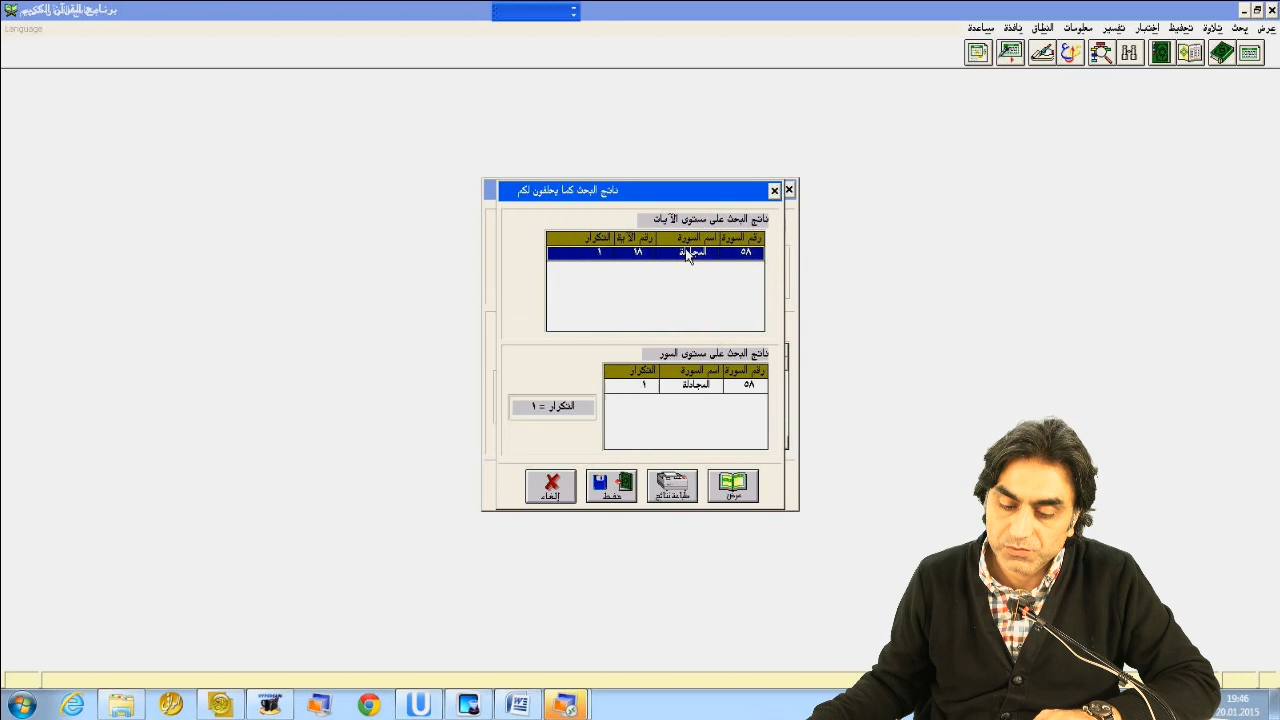 برنامج القرآن الكريم
Language
عرض بحث تلاوة تحفيظ إختبار تفسير معلومات النطاق نافذة مساعدة
ناتج البحث كما يحلفون لكم
ناتج البحث على مستوى الآيات
رقم السورة اسم السورة رقم الآية التكرار
٥٨ المجادلة ١٨ ١
ناتج البحث على مستوى السور
رقم السورة اسم السورة التكرار
٥٨ المجادلة ١
التكرار = ١
عرض طباعة نتائج حفظ إلغاء
19:46
20.01.2015